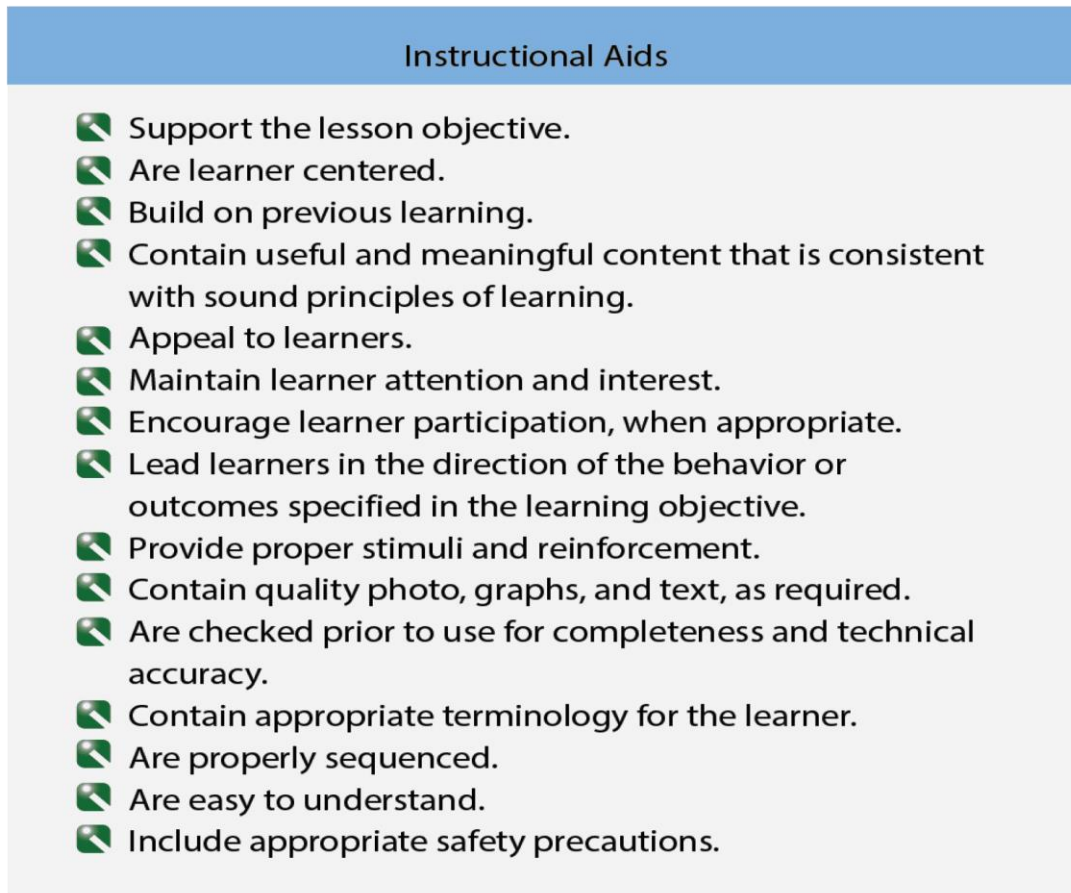 Instructional Aids
Support the lesson objective.
Are learner centered.
Build on previous learning.
Contain useful and meaningful content that is consistent
with sound principles of learning.
Appeal to learners.
Maintain learner attention and interest.
Encourage learner participation, when appropriate.
Lead learners in the direction of the behavior or
outcomes specified in the learning objective.
Provide proper stimuli and reinforcement.
Contain quality photo, graphs, and text, as required.
Are checked prior to use for completeness and technical
accuracy.
Contain appropriate terminology for the learner.
Are properly sequenced.
Are easy to understand.
Include appropriate safety precautions.